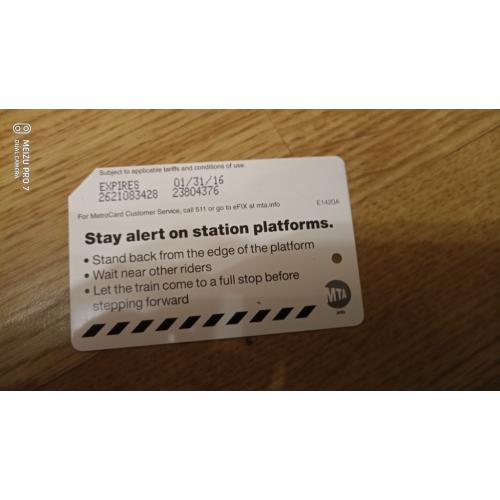 MEIZU PRO 7
DUAL CAMERA
Subject to applicable tariffs and conditions of use.
EXPIRES 01/31/16
2621083428 23804376
For MetroCard Customer Service, call 511 or go to eFIX at mta.info
E1420A
Stay alert on station platforms.
• Stand back from the edge of the platform
• Wait near other riders
• Let the train come to a full stop before
stepping forward
MTA